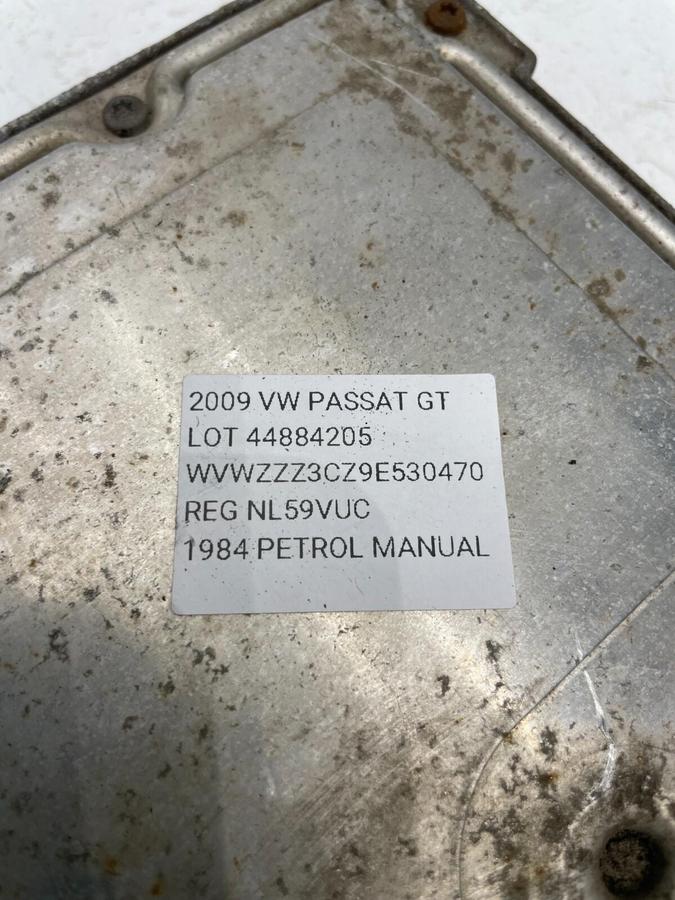 2009 VW PASSAT GT
LOT 44884205
WVWZZZ3CZ9E530470
REG NL59VUC
1984 PETROL MANUAL